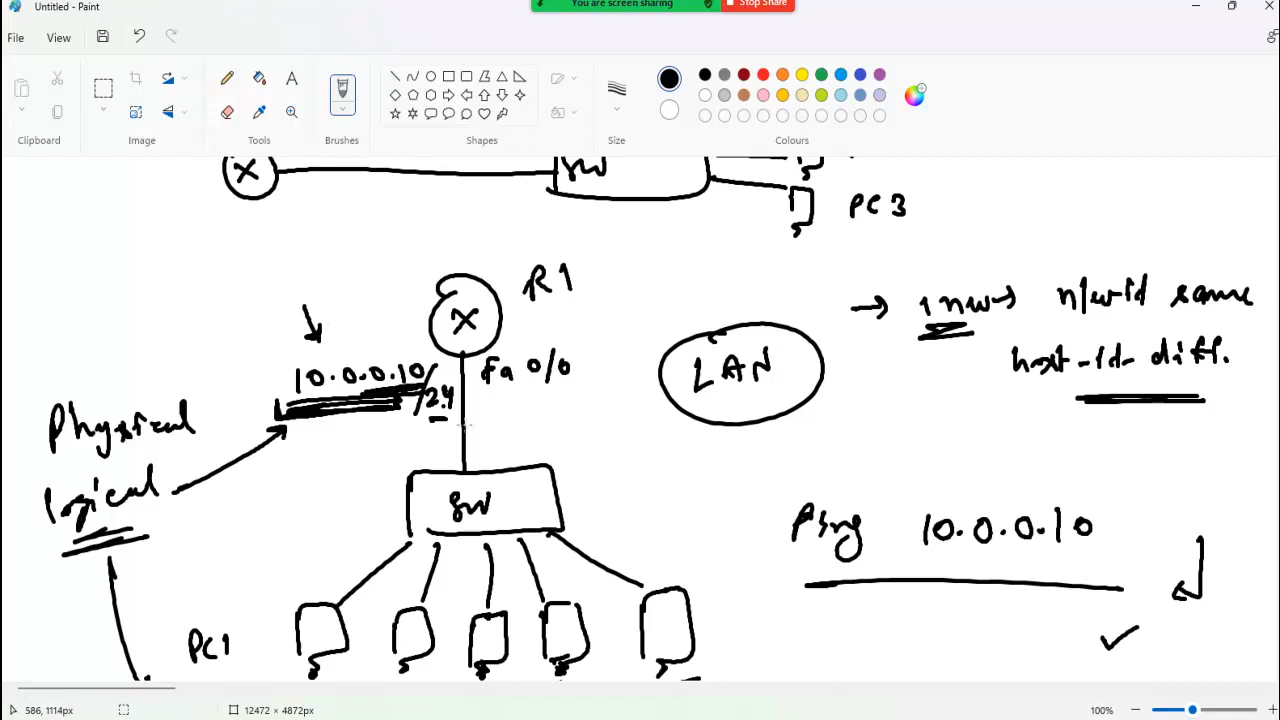 Untitled - Paint
You are screen sharing
Stop Share
File
View
Clipboard
Image
Tools
Brushes
Shapes
Size
Colours
X
SW
PC 3
R1
X
10.0.0.10/24
Fa 0/0
LAN
1 nw→ n/w-id same
host-id- diff.
Physical
logical
SW
Ping 10.0.0.10
PC1
586, 1114px
12472 × 4872px
100%